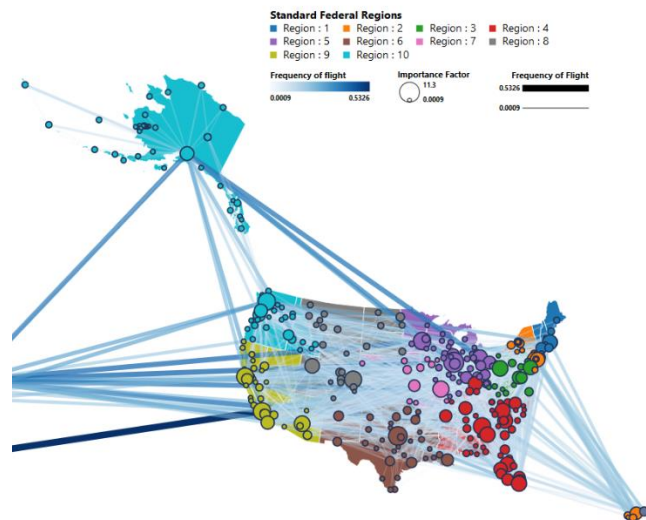 Standard Federal Regions
Region : 1 Region : 2 Region : 3 Region : 4
Region : 5 Region : 6 Region : 7 Region : 8
Region : 9 Region : 10
Frequency of flight
0.0009 0.5326
Importance Factor
11.3
0.0009
Frequency of Flight
0.5326
0.0009